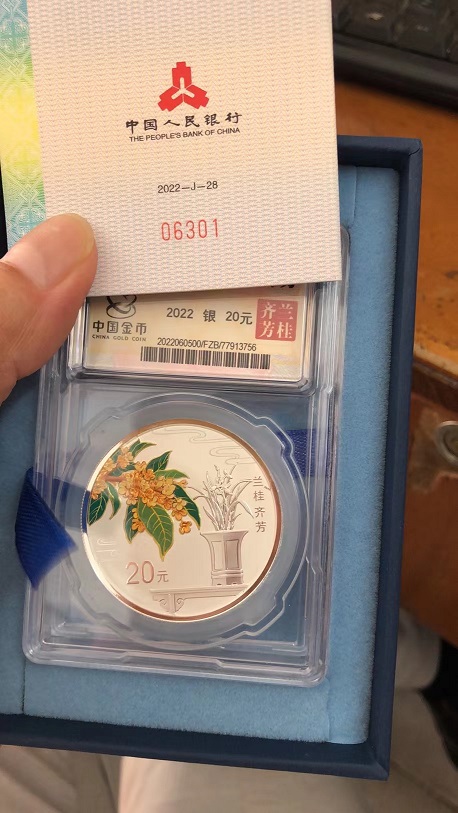 中国人民银行
THE PEOPLE'S BANK OF CHINA
2022-J-28
06301
中国金币
CHINA GOLD COIN
2022 银 20元
兰桂齐芳
2022060500/FZB/77913756
兰桂齐芳
20元